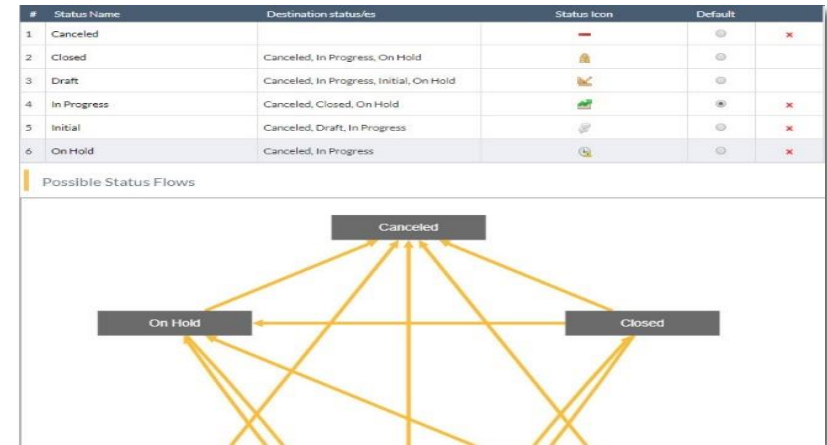 # Status Name Destination status/es Status Icon Default
1 Canceled
2 Closed Canceled, In Progress, On Hold
3 Draft Canceled, In Progress, Initial, On Hold
4 In Progress Canceled, Closed, On Hold
5 Initial Canceled, Draft, In Progress
6 On Hold Canceled, In Progress
Possible Status Flows
Canceled
On Hold Closed